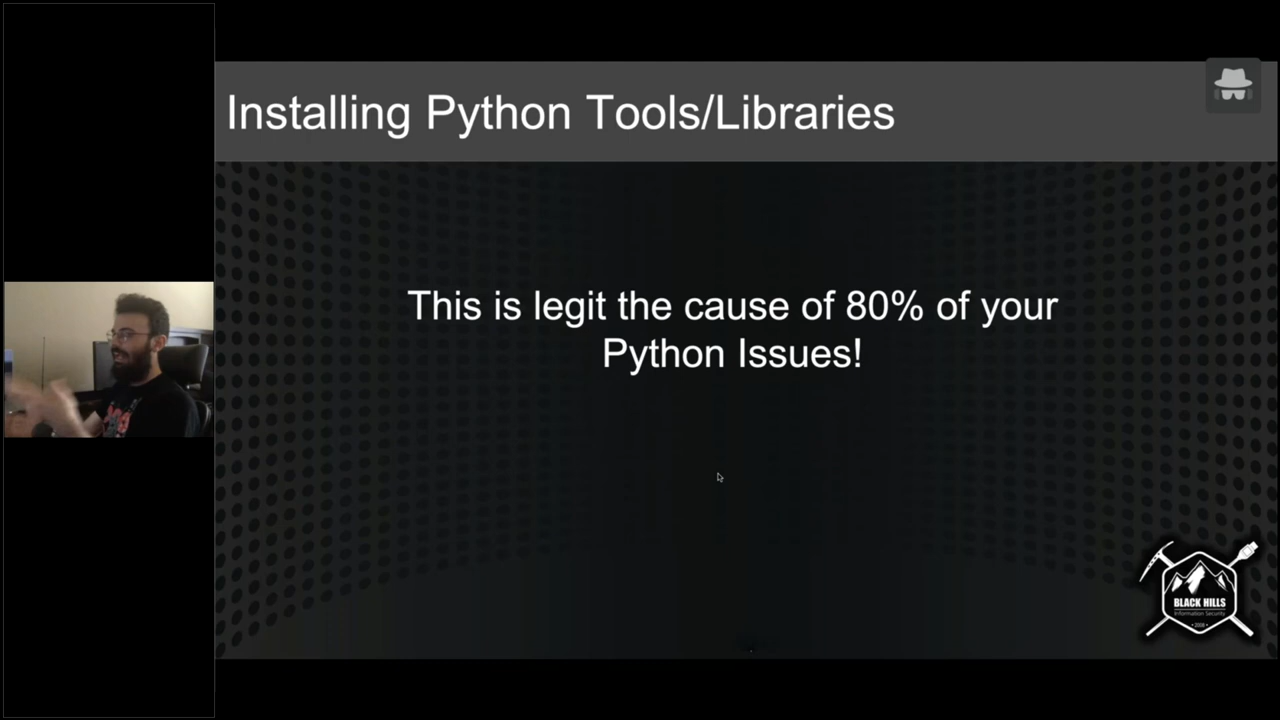 Installing Python Tools/Libraries
This is legit the cause of 80% of your
Python Issues!
BLACK HILLS
Information Security
• 2008 •